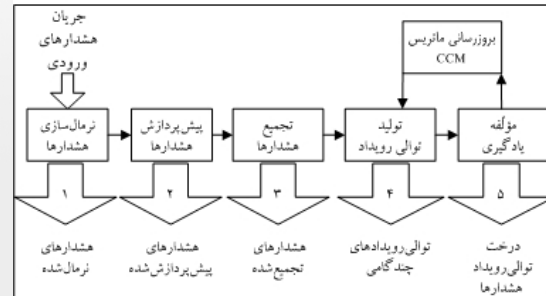 جریان
هشدارهای
ورودی
بروزرسانی ماتریس
CCM
نرمال‌سازی
هشدارها
پیش‌پردازش
هشدارها
تجمیع
هشدارها
تولید
توالی رویداد
مؤلفه
یادگیری
۱
۲
۳
۴
۵
هشدارهای
نرمال‌شده
هشدارهای
پیش‌پردازش‌شده
هشدارهای
تجمیع‌شده
توالی‌رویدادهای
چندگامی
درخت
توالی‌رویداد
هشدارها